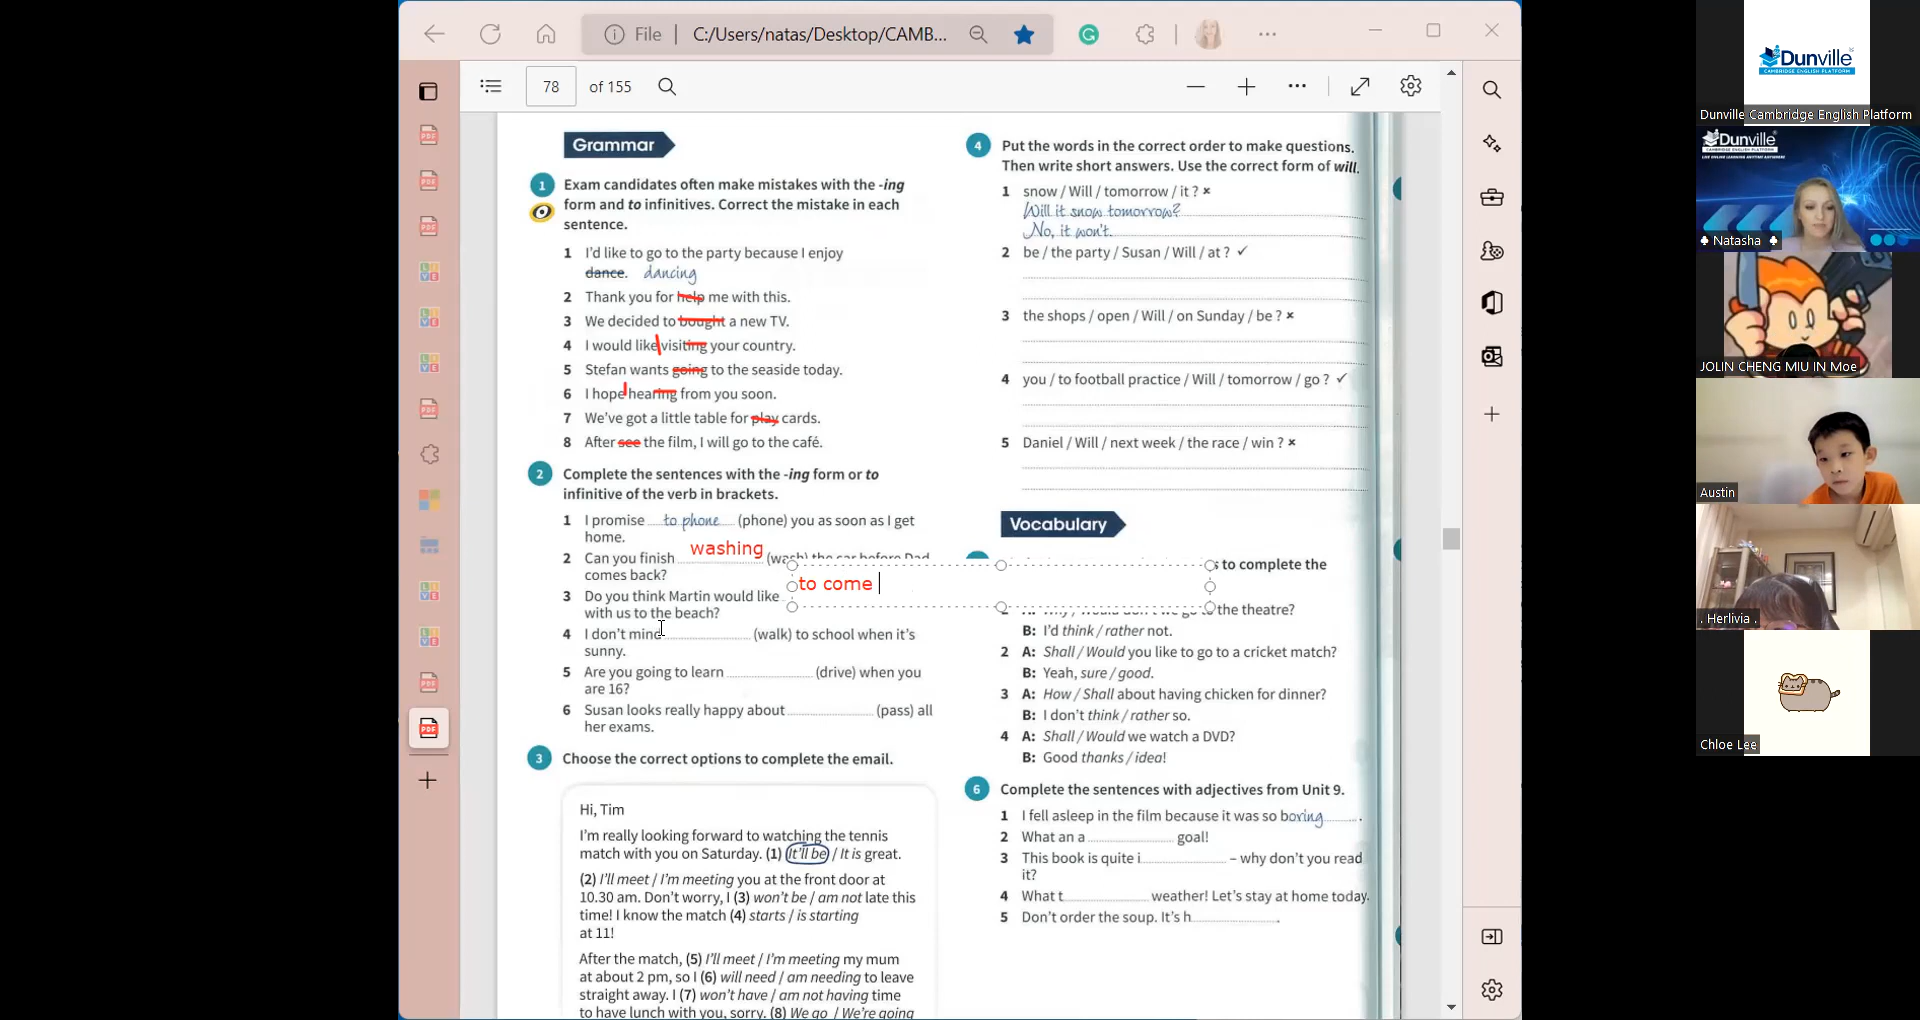 File
C:/Users/natas/Desktop/CAMB...
78 of 155
Grammar
1 Exam candidates often make mistakes with the -ing
form and to infinitives. Correct the mistake in each
sentence.
1 I'd like to go to the party because I enjoy
dance. dancing
2 Thank you for help me with this.
3 We decided to bought a new TV.
4 I would like visiting your country.
5 Stefan wants going to the seaside today.
6 I hope hearing from you soon.
7 We've got a little table for play cards.
8 After see the film, I will go to the café.
2 Complete the sentences with the -ing form or to
infinitive of the verb in brackets.
1 I promise to phone (phone) you as soon as I get
home.
washing
2 Can you finish (wash) the car before Dad
comes back?
to come
3 Do you think Martin would like
with us to the beach?
4 I don't mind (walk) to school when it's
sunny.
5 Are you going to learn (drive) when you
are 16?
6 Susan looks really happy about (pass) all
her exams.
3 Choose the correct options to complete the email.
Hi, Tim
I'm really looking forward to watching the tennis
match with you on Saturday. (1) It'll be / It is great.
(2) I'll meet / I'm meeting you at the front door at
10.30 am. Don't worry, I (3) won't be / am not late this
time! I know the match (4) starts / is starting
at 11!
After the match, (5) I'll meet / I'm meeting my mum
at about 2 pm, so I (6) will need / am needing to leave
straight away. I (7) won't have / am not having time
to have lunch with you, sorry. (8) We go / We're going
4 Put the words in the correct order to make questions.
Then write short answers. Use the correct form of will.
1 snow / Will / tomorrow / it ? ×
Will it snow tomorrow?
No, it won't.
2 be / the party / Susan / Will / at ? ✓
3 the shops / open / Will / on Sunday / be ? ×
4 you / to football practice / Will / tomorrow / go ? ✓
5 Daniel / Will / next week / the race / win ? ×
Vocabulary
s to complete the
the theatre?
B: I'd think / rather not.
2 A: Shall / Would you like to go to a cricket match?
B: Yeah, sure / good.
3 A: How / Shall about having chicken for dinner?
B: I don't think / rather so.
4 A: Shall / Would we watch a DVD?
B: Good thanks / idea!
6 Complete the sentences with adjectives from Unit 9.
1 I fell asleep in the film because it was so boring.
2 What an a goal!
3 This book is quite i – why don't you read
it?
4 What t weather! Let's stay at home today.
5 Don't order the soup. It's h.
Dunville
CAMBRIDGE ENGLISH PLATFORM
Dunville Cambridge English Platform
Dunville
CAMBRIDGE ENGLISH PLATFORM
Natasha
JOLIN CHENG MIU IN Moe
Austin
. Herlivia .
Chloe Lee